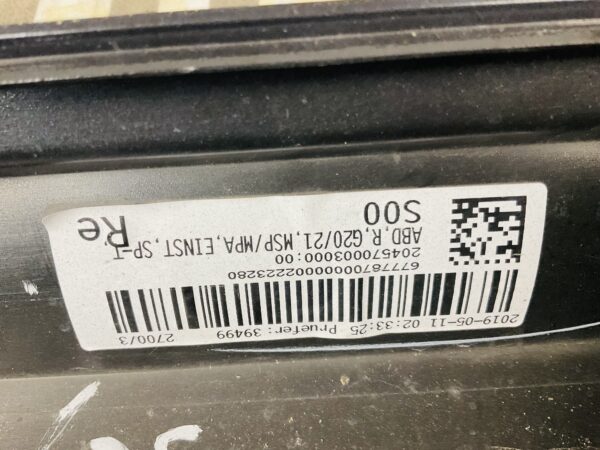 S00
Re
ABD,R,G20/21,MSP/MPA,EINST,SP-T
204570003000:00
6777870000000002223280
2019-05-11 02:33:25 Pruefer: 39499 2700/3